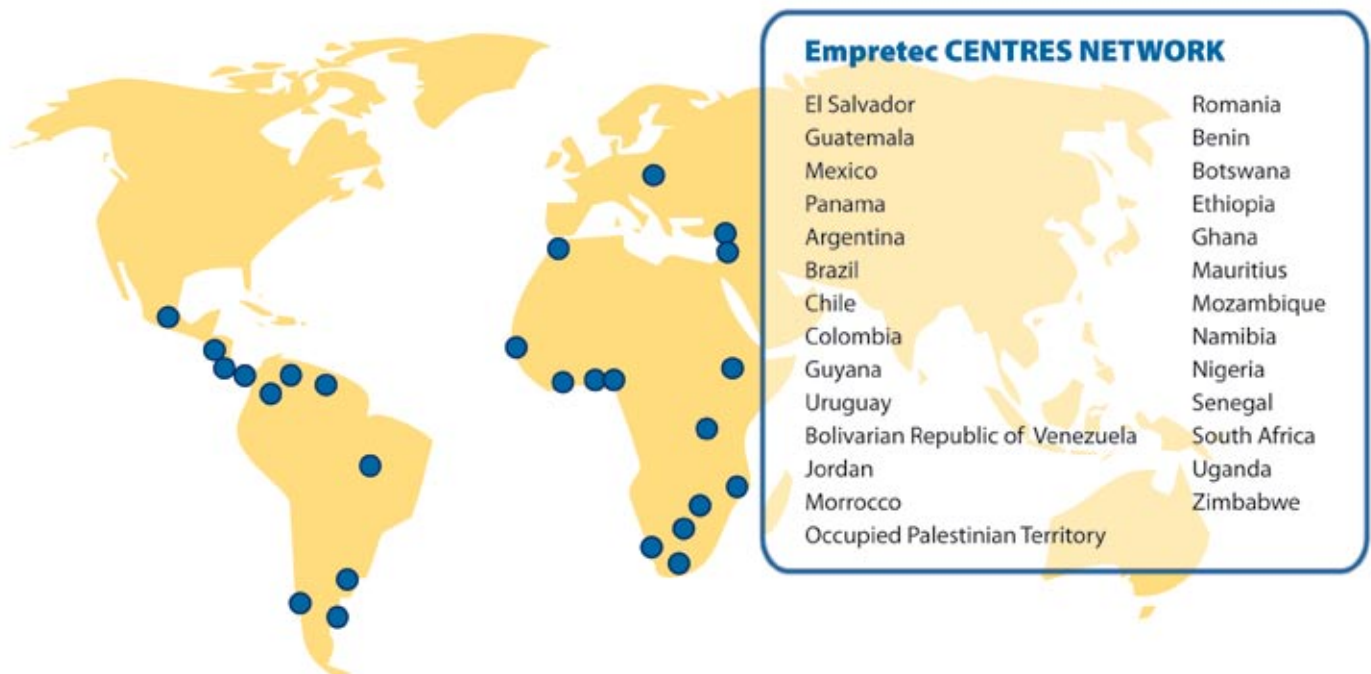 Empretec CENTRES NETWORK
El Salvador
Guatemala
Mexico
Panama
Argentina
Brazil
Chile
Colombia
Guyana
Uruguay
Bolivarian Republic of Venezuela
Jordan
Morrocco
Occupied Palestinian Territory
Romania
Benin
Botswana
Ethiopia
Ghana
Mauritius
Mozambique
Namibia
Nigeria
Senegal
South Africa
Uganda
Zimbabwe